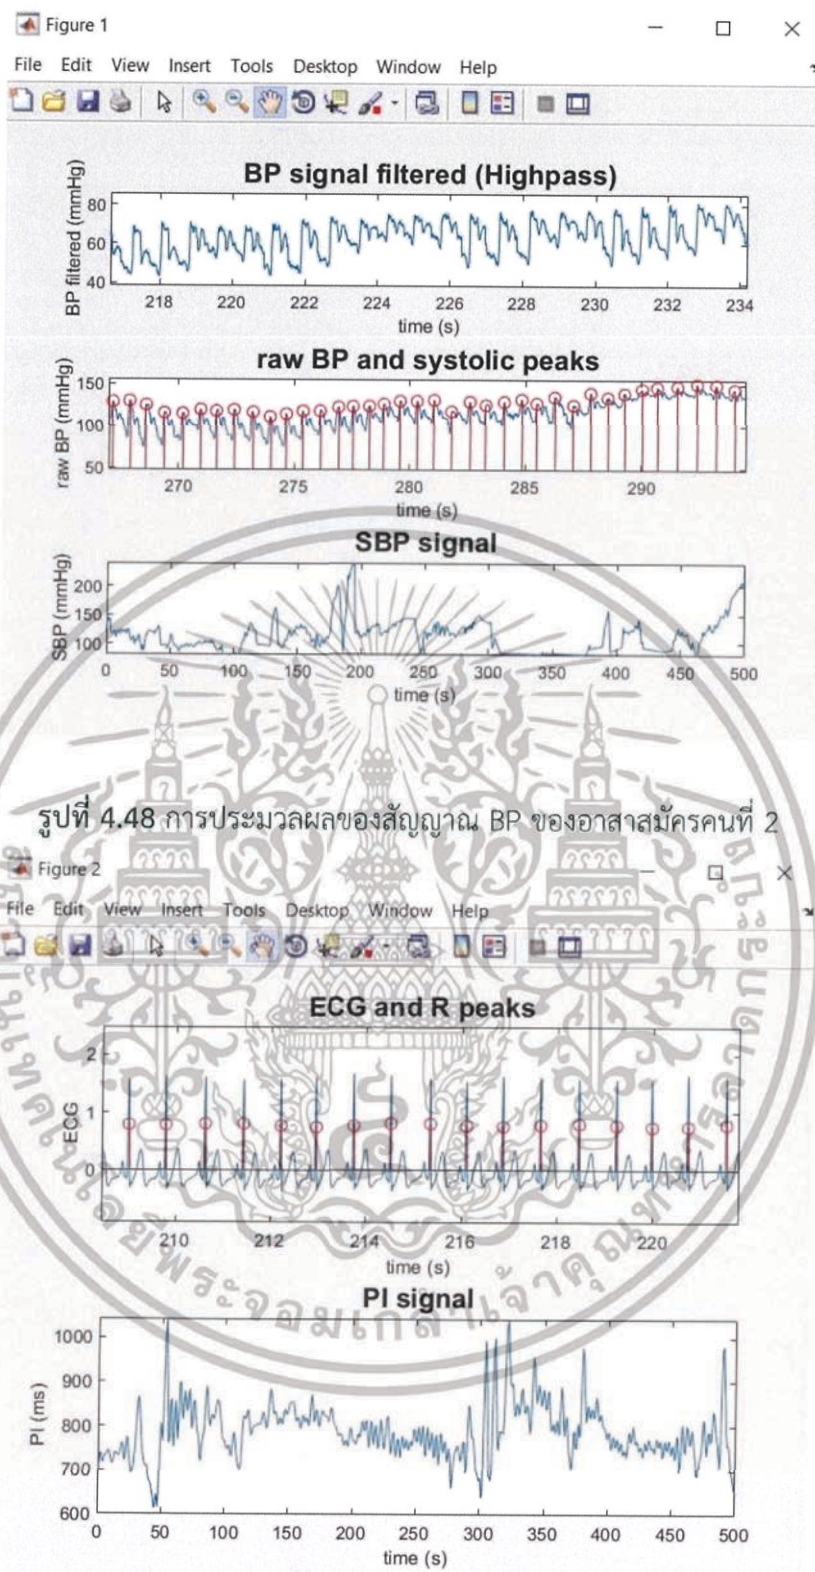 Figure 1
File Edit View Insert Tools Desktop Window Help
BP signal filtered (Highpass)
BP filtered (mmHg)
80
60
40
218 220 222 224 226 228 230 232 234
time (s)
raw BP and systolic peaks
raw BP (mmHg)
150
100
50
270 275 280 285 290
time (s)
SBP signal
SBP (mmHg)
200
150
100
0 50 100 150 200 250 300 350 400 450 500
time (s)
รูปที่ 4.48 การประมวลผลของสัญญาณ BP ของอาสาสมัครคนที่ 2
Figure 2
File Edit View Insert Tools Desktop Window Help
ECG and R peaks
ECG
2
1
0
210 212 214 216 218 220
time (s)
PI signal
PI (ms)
1000
900
800
700
600
0 50 100 150 200 250 300 350 400 450 500
time (s)